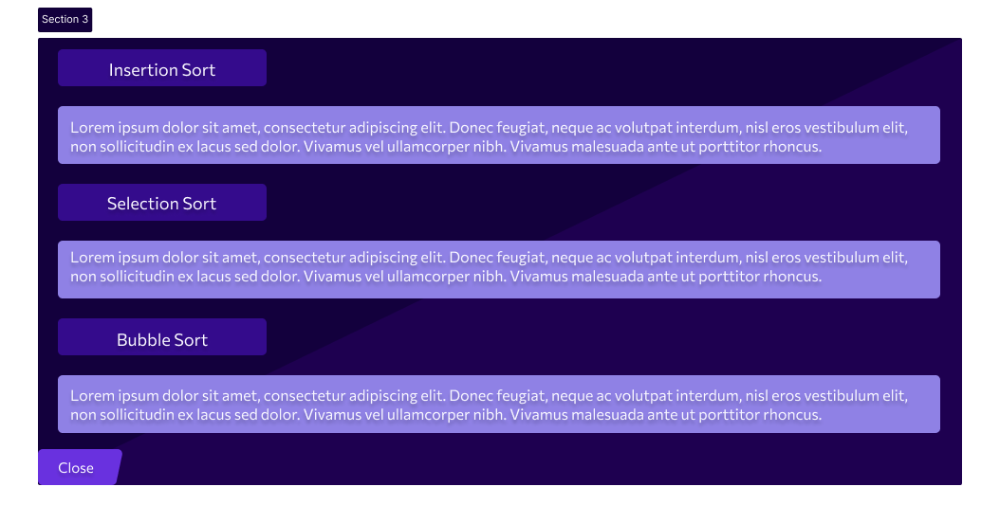 Section 3
Insertion Sort
Lorem ipsum dolor sit amet, consectetur adipiscing elit. Donec feugiat, neque ac volutpat interdum, nisl eros vestibulum elit,
non sollicitudin ex lacus sed dolor. Vivamus vel ullamcorper nibh. Vivamus malesuada ante ut porttitor rhoncus.
Selection Sort
Lorem ipsum dolor sit amet, consectetur adipiscing elit. Donec feugiat, neque ac volutpat interdum, nisl eros vestibulum elit,
non sollicitudin ex lacus sed dolor. Vivamus vel ullamcorper nibh. Vivamus malesuada ante ut porttitor rhoncus.
Bubble Sort
Lorem ipsum dolor sit amet, consectetur adipiscing elit. Donec feugiat, neque ac volutpat interdum, nisl eros vestibulum elit,
non sollicitudin ex lacus sed dolor. Vivamus vel ullamcorper nibh. Vivamus malesuada ante ut porttitor rhoncus.
Close